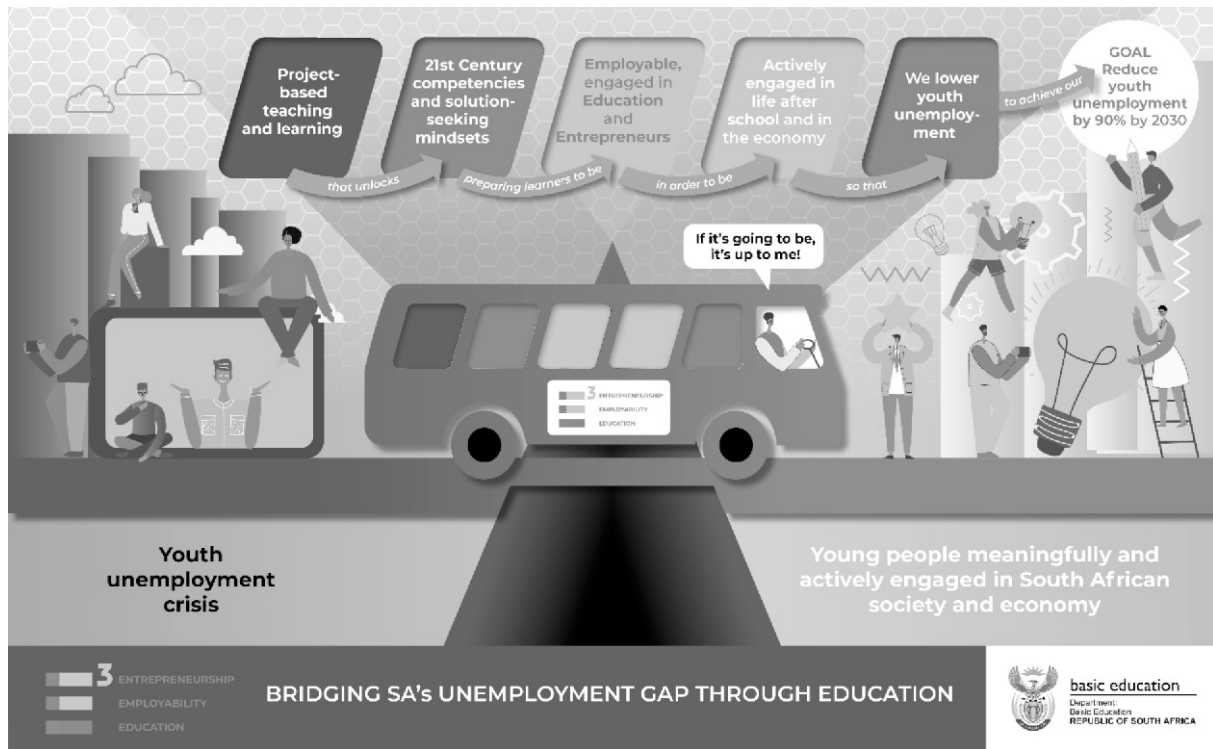 Project-
based
teaching
and learning
that unlocks
21st Century
competencies
and solution-
seeking
mindsets
preparing learners to be
Employable,
engaged in
Education
and
Entrepreneurs
in order to be
Actively
engaged in
life after
school and in
the economy
so that
We lower
youth
unemploy-
ment
to achieve our
GOAL
Reduce
youth
unemployment
by 90% by 2030
If it's going to be,
it's up to me!
3 ENTREPRENEURSHIP
EMPLOYABILITY
EDUCATION
Youth
unemployment
crisis
Young people meaningfully and
actively engaged in South African
society and economy
3 ENTREPRENEURSHIP
EMPLOYABILITY
EDUCATION
BRIDGING SA's UNEMPLOYMENT GAP THROUGH EDUCATION
basic education
Department:
Basic Education
REPUBLIC OF SOUTH AFRICA